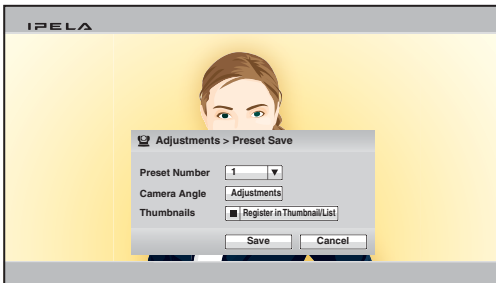 IPELA
Adjustments > Preset Save
Preset Number 1
Camera Angle Adjustments
Thumbnails Register in Thumbnail/List
Save Cancel